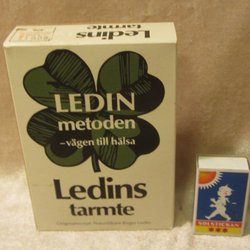 Ledins
tarmte
LEDIN
metoden
– vägen till hälsa
Ledins
tarmte
SOLSTICKAN